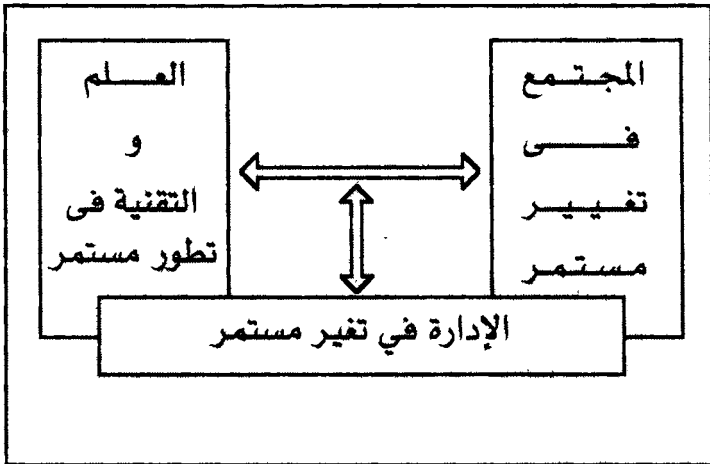 المجتمع
فى
تغيير
مستمر
العلم
و
التقنية فى
تطور مستمر
الإدارة في تغير مستمر